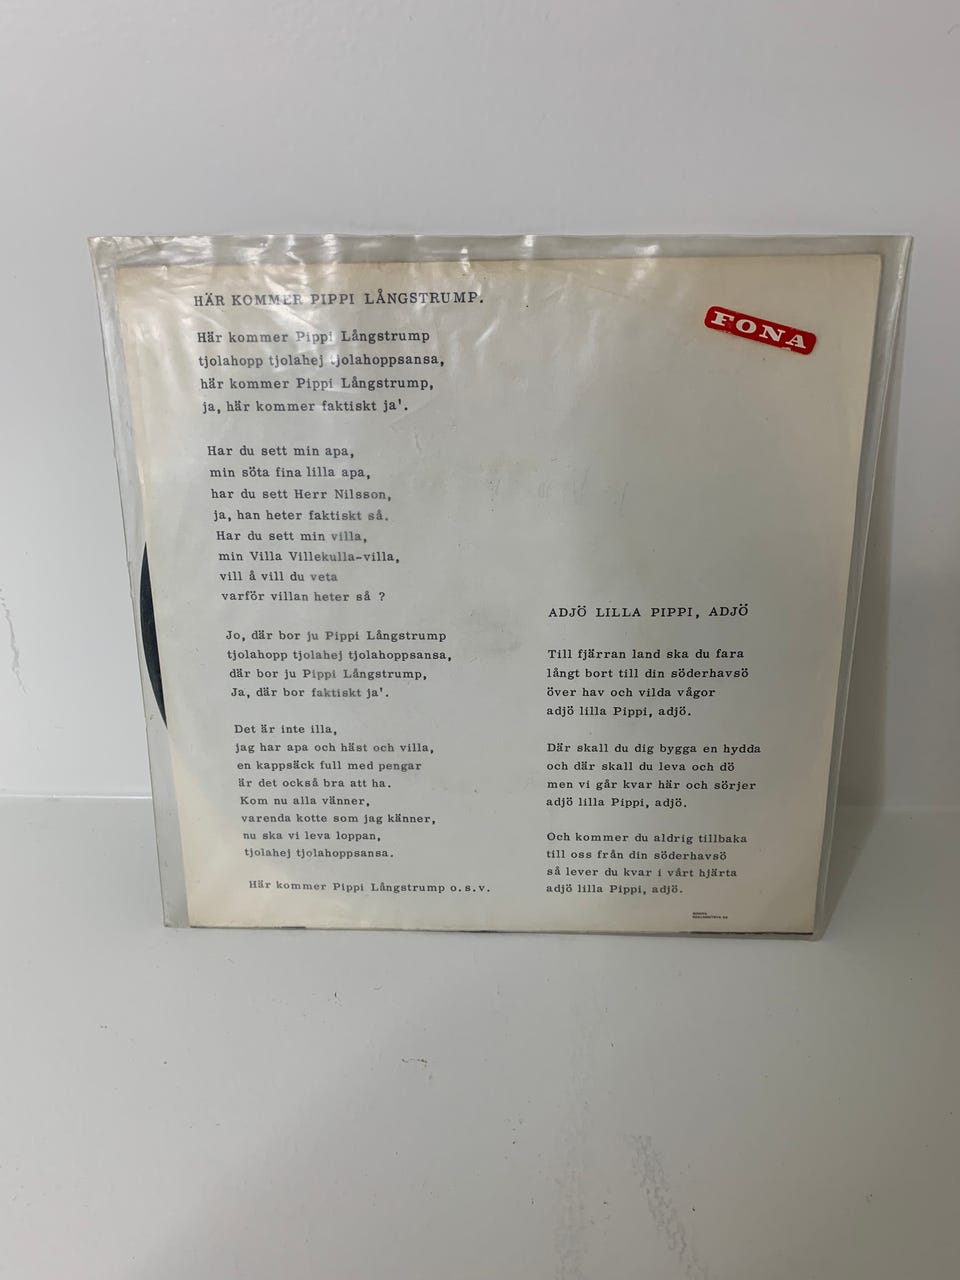 HÄR KOMMER PIPPI LÅNGSTRUMP.
Här kommer Pippi Långstrump
tjolahopp tjolahej tjolahoppsansa,
här kommer Pippi Långstrump,
ja, här kommer faktiskt ja'.
Har du sett min apa,
min söta fina lilla apa,
har du sett Herr Nilsson,
ja, han heter faktiskt så.
Har du sett min villa,
min Villa Villekulla-villa,
vill å vill du veta
varför villan heter så ?
Jo, där bor ju Pippi Långstrump
tjolahopp tjolahej tjolahoppsansa,
där bor ju Pippi Långstrump,
Ja, där bor faktiskt ja'.
Det är inte illa,
jag har apa och häst och villa,
en kappsäck full med pengar
är det också bra att ha.
Kom nu alla vänner,
varenda kotte som jag känner,
nu ska vi leva loppan,
tjolahej tjolahoppsansa.
Här kommer Pippi Långstrump o.s.v.
FONA
ADJÖ LILLA PIPPI, ADJÖ
Till fjärran land ska du fara
långt bort till din söderhavsö
över hav och vilda vågor
adjö lilla Pippi, adjö.
Där skall du dig bygga en hydda
och där skall du leva och dö
men vi går kvar här och sörjer
adjö lilla Pippi, adjö.
Och kommer du aldrig tillbaka
till oss från din söderhavsö
så lever du kvar i vårt hjärta
adjö lilla Pippi, adjö.